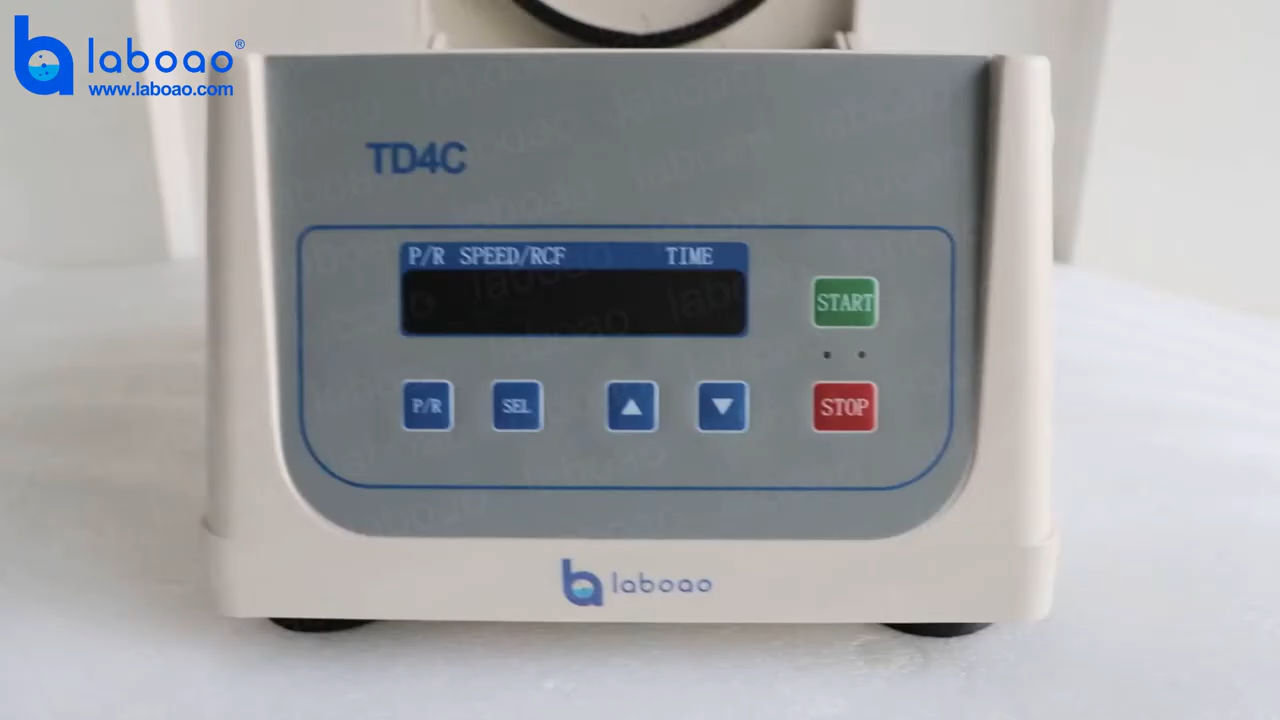 laboao®
www.laboao.com
TD4C
P/R SPEED/RCF TIME
START
P/R SEL STOP
laboao